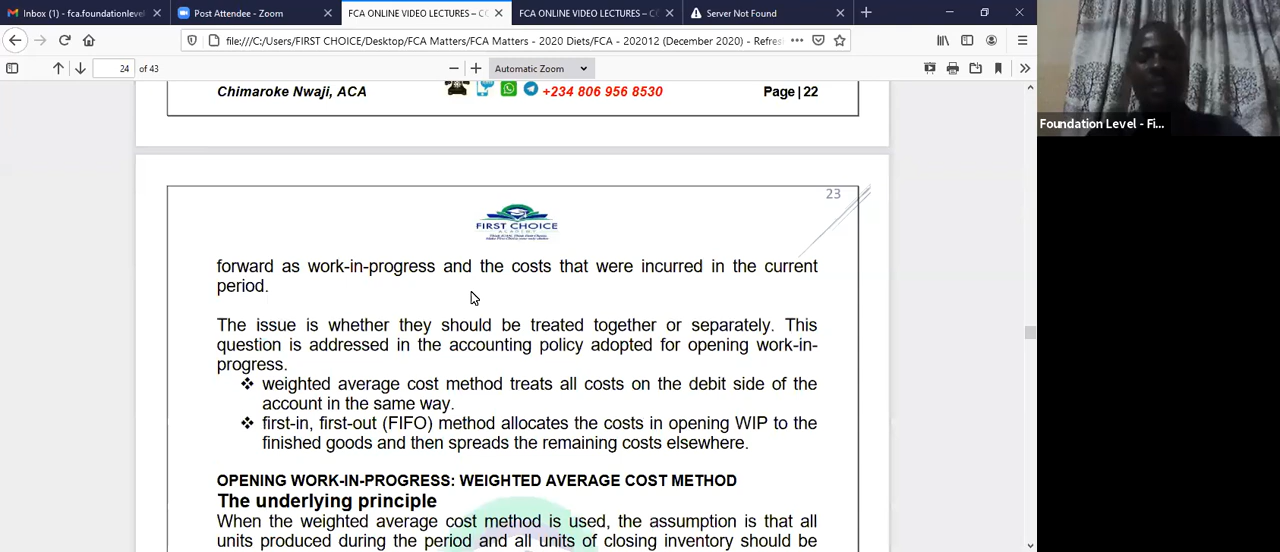 Inbox (1) - fca.foundationlevel
Post Attendee - Zoom
FCA ONLINE VIDEO LECTURES – CO
FCA ONLINE VIDEO LECTURES – CC
Server Not Found
file:///C:/Users/FIRST CHOICE/Desktop/FCA Matters/FCA Matters - 2020 Diets/FCA - 202012 (December 2020) - Refres
24 of 43
Automatic Zoom
Chimaroke Nwaji, ACA +234 806 956 8530 Page|22
Foundation Level - Fi...
23
FIRST CHOICE
ACADEMY
forward as work-in-progress and the costs that were incurred in the current
period.
The issue is whether they should be treated together or separately. This
question is addressed in the accounting policy adopted for opening work-in-
progress.
❖ weighted average cost method treats all costs on the debit side of the
account in the same way.
❖ first-in, first-out (FIFO) method allocates the costs in opening WIP to the
finished goods and then spreads the remaining costs elsewhere.
OPENING WORK-IN-PROGRESS: WEIGHTED AVERAGE COST METHOD
The underlying principle
When the weighted average cost method is used, the assumption is that all
units produced during the period and all units of closing inventory should be